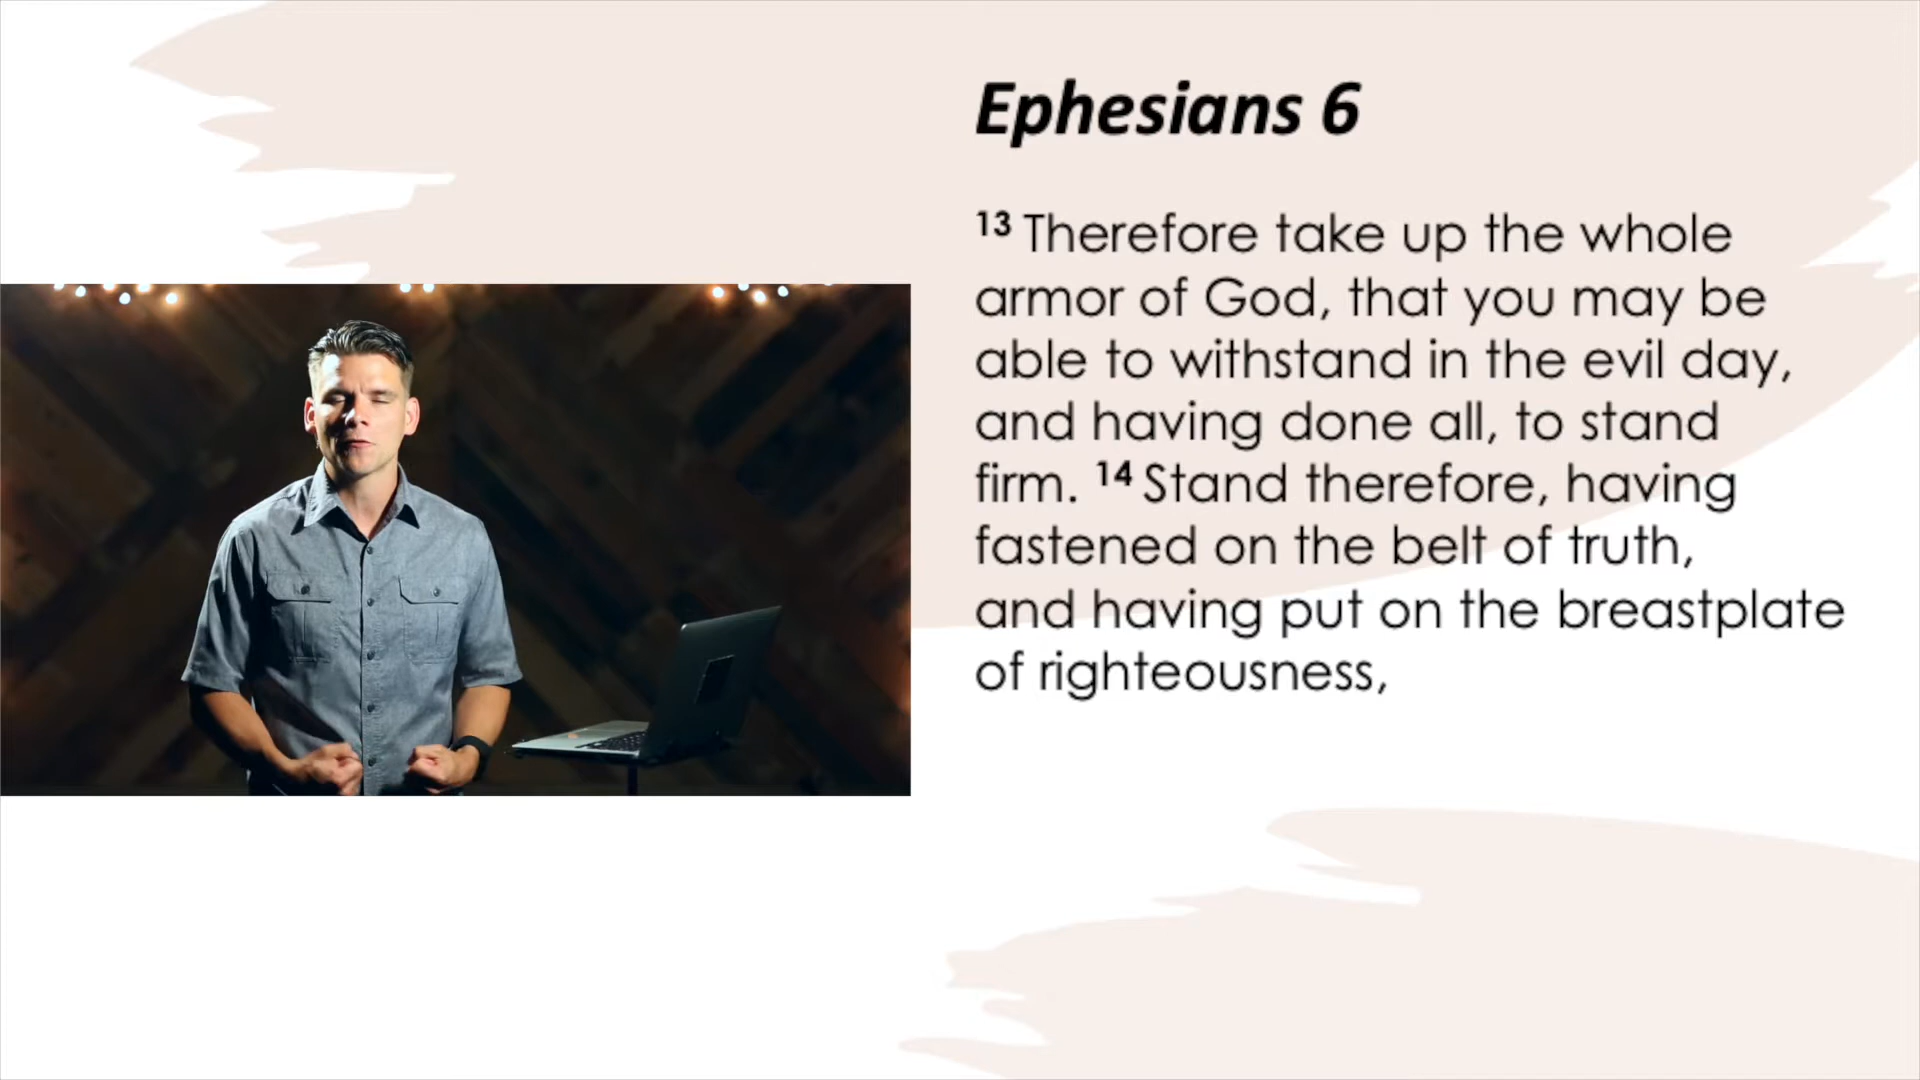 Ephesians 6
13 Therefore take up the whole
armor of God, that you may be
able to withstand in the evil day,
and having done all, to stand
firm. 14 Stand therefore, having
fastened on the belt of truth,
and having put on the breastplate
of righteousness,